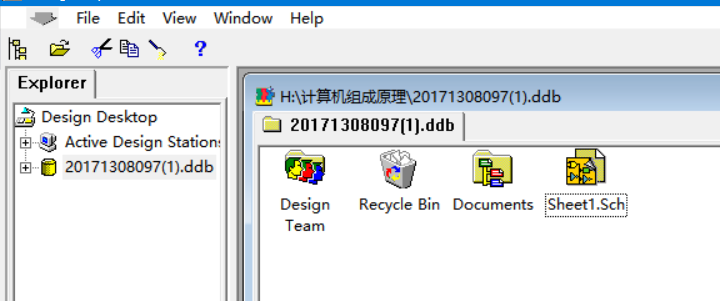 File Edit View Window Help
?
Explorer
Design Desktop
Active Design Station
20171308097(1).ddb
H:\计算机组成原理\20171308097(1).ddb
20171308097(1).ddb
Design Team
Recycle Bin
Documents
Sheet1.Sch